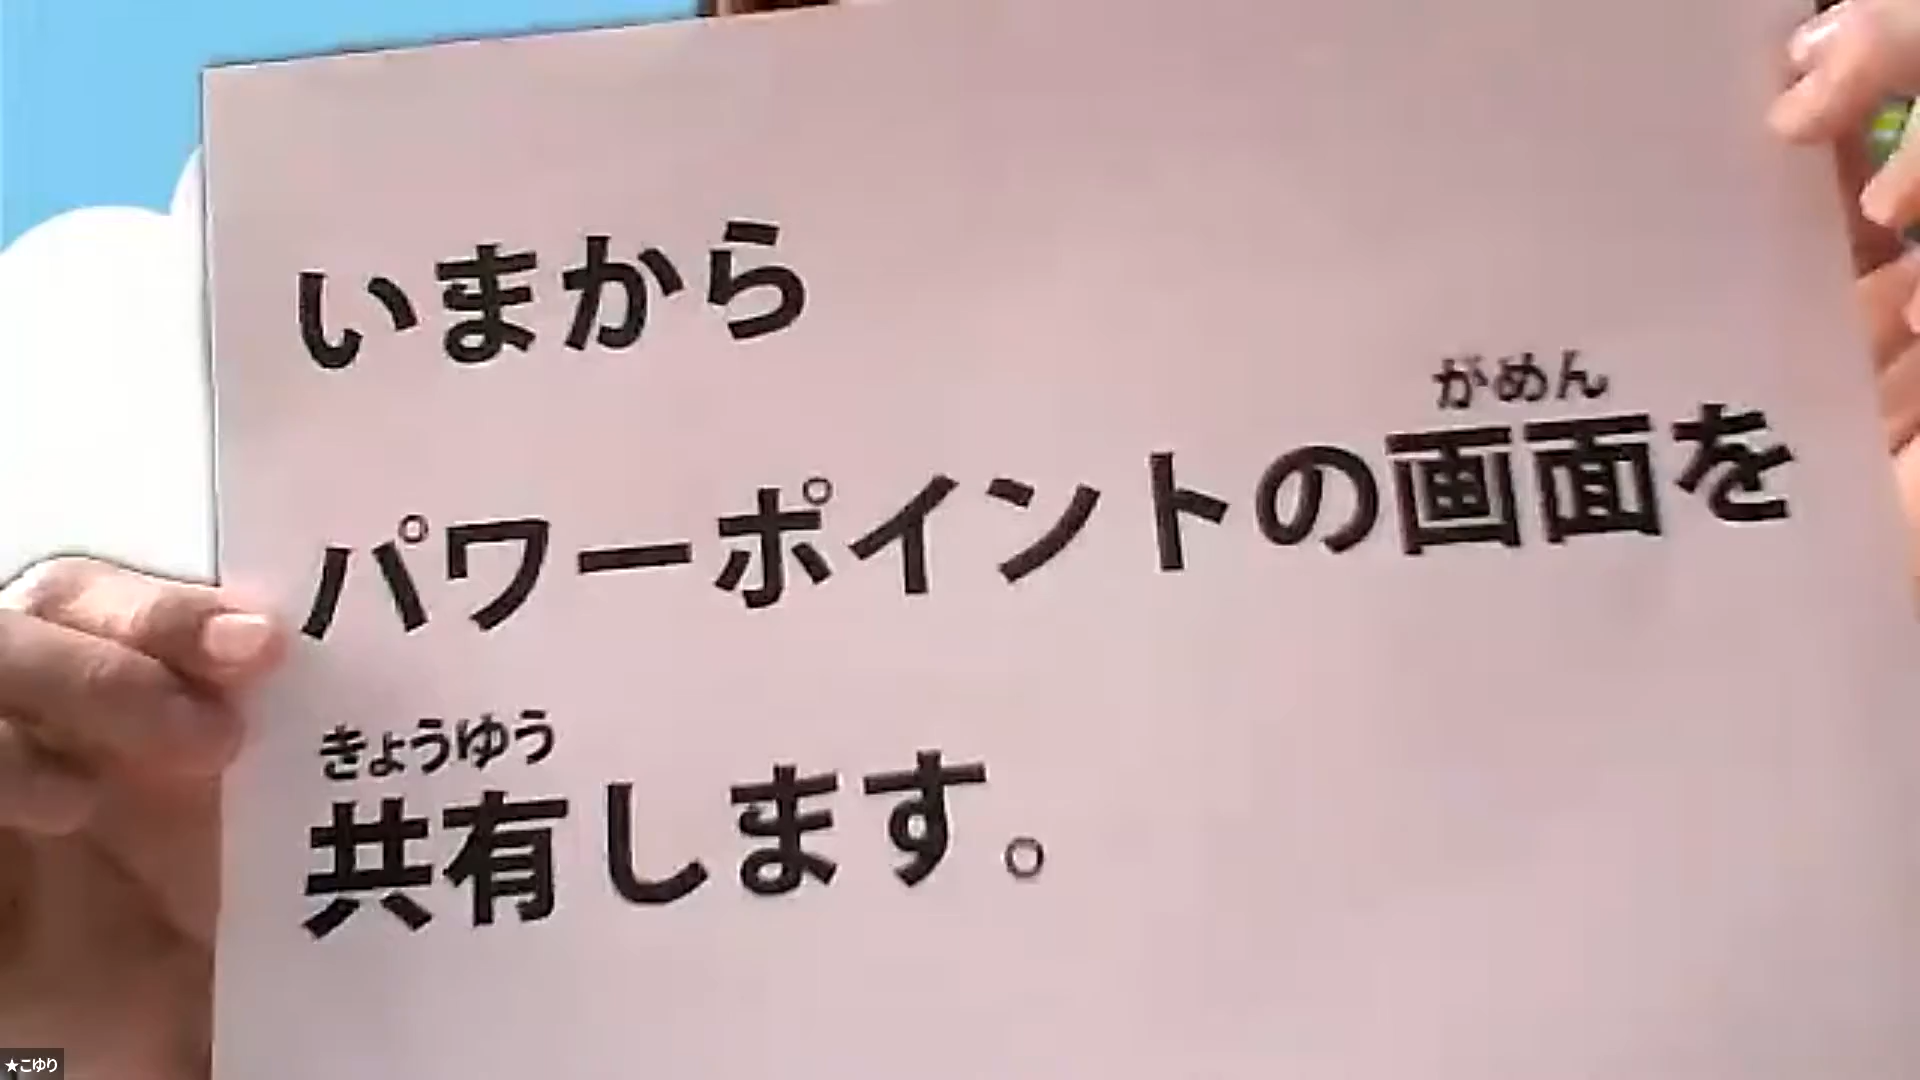 いまから
がめん
パワーポイントの画面を
きょうゆう
共有します。
★こゆり